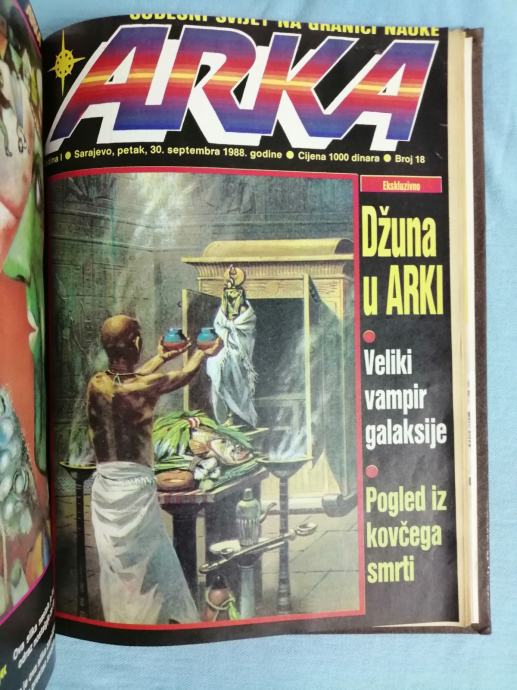 SVIJET NA GRANICI NAUKE
ARKA
I ● Sarajevo, petak, 30. septembra 1988. godine ● Cijena 1000 dinara ● Broj 18
Ekskluzivno
Džuna
u ARKI
● Veliki
vampir
galaksije
● Pogled iz
kovčega
smrti